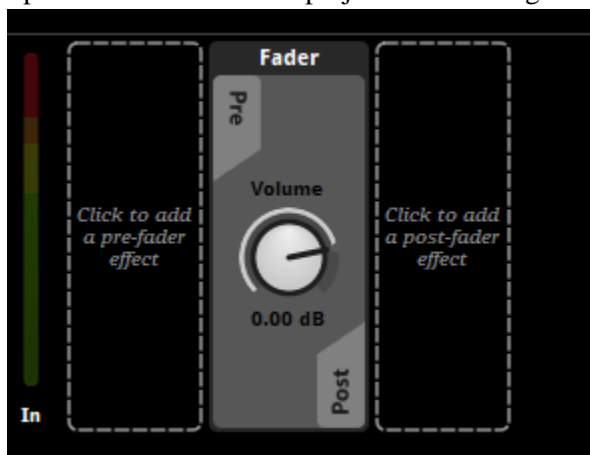 Fader
Pre
Click to add
a pre-fader
effect
Volume
0.00 dB
Post
Click to add
a post-fader
effect
In